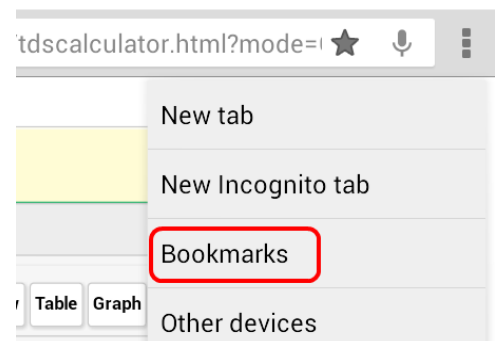 tdscalculator.html?mode=
New tab
New Incognito tab
Bookmarks
Table Graph
Other devices